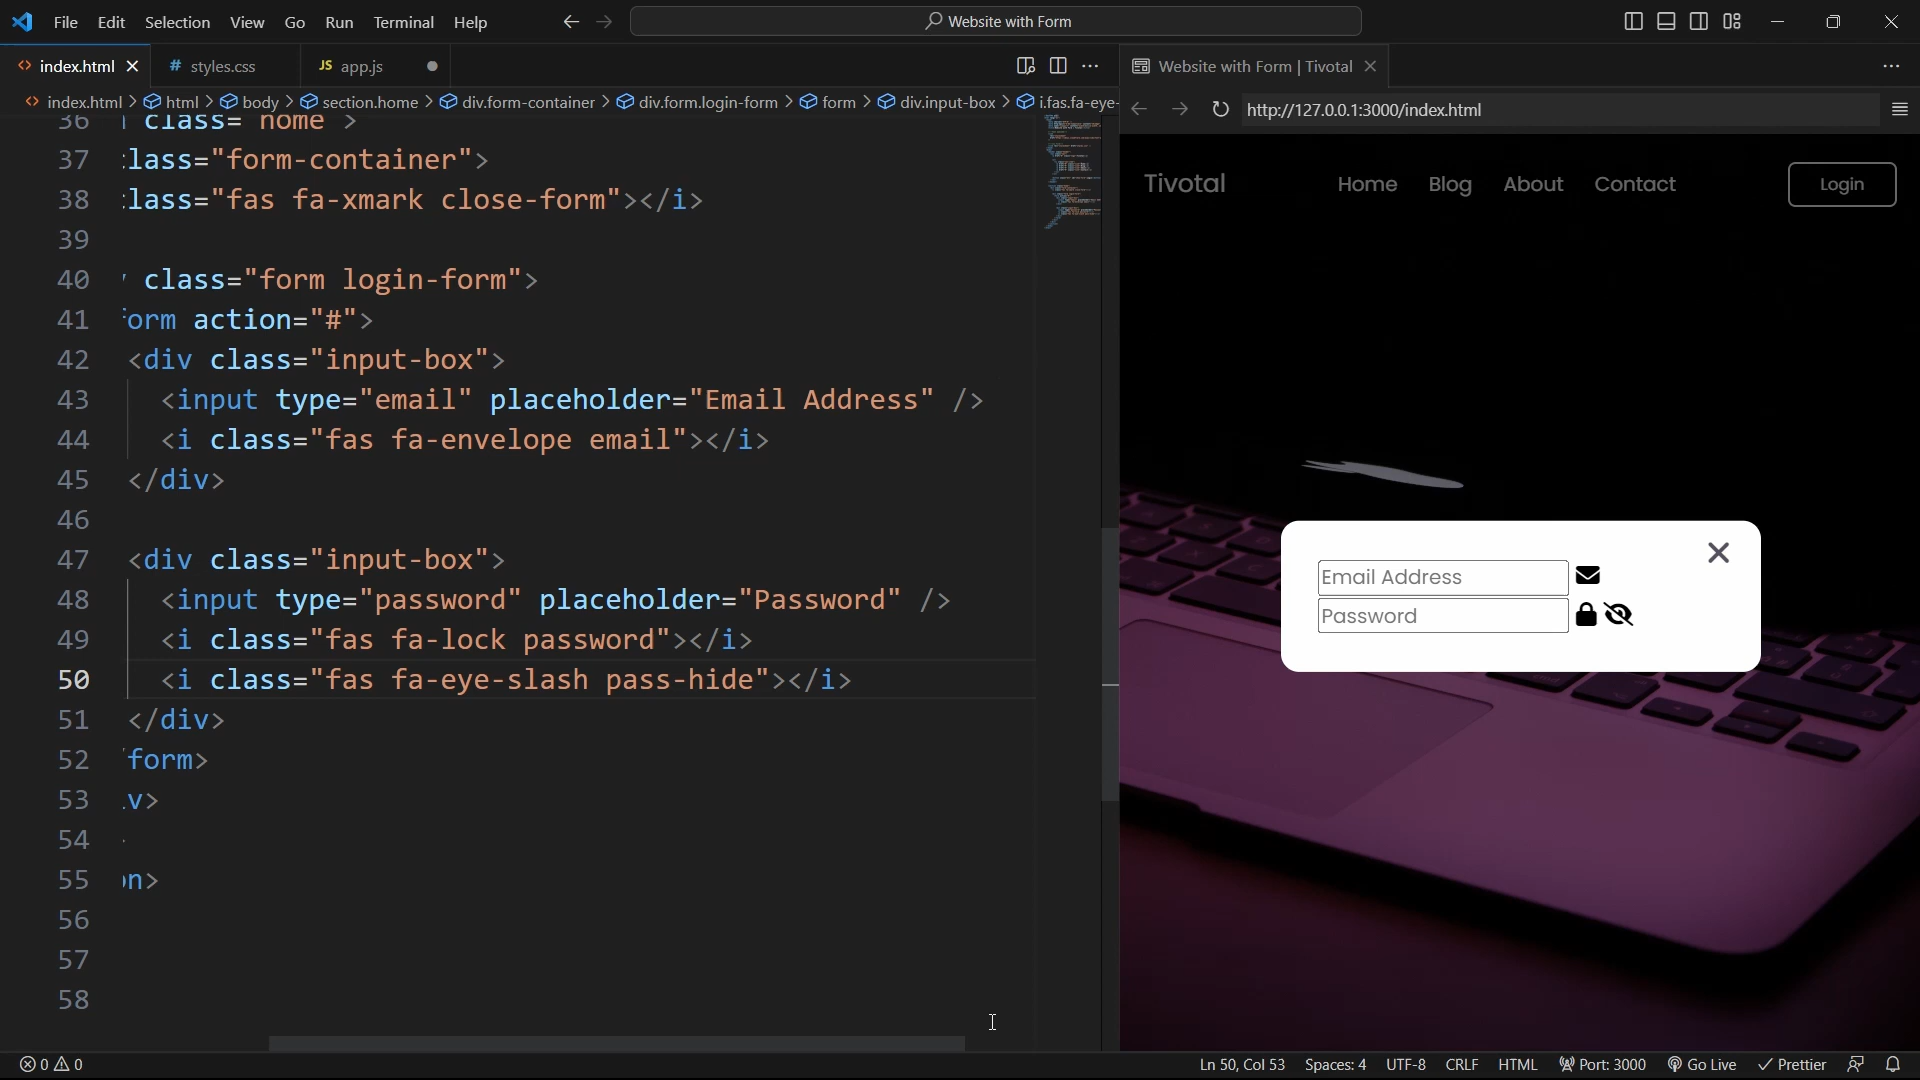 File Edit Selection View Go Run Terminal Help
Website with Form
index.html
# styles.css
JS app.js
Website with Form | Tivotal
index.html > html > body > section.home > div.form-container > div.form.login-form > form > div.input-box > i.fas.fa-eye-
http://127.0.0.1:3000/index.html
36 class="home">
37 class="form-container">
38 class="fas fa-xmark close-form"></i>
39
40 class="form login-form">
41 orm action="#">
42 <div class="input-box">
43 <input type="email" placeholder="Email Address" />
44 <i class="fas fa-envelope email"></i>
45 </div>
46
47 <div class="input-box">
48 <input type="password" placeholder="Password" />
49 <i class="fas fa-lock password"></i>
50 <i class="fas fa-eye-slash pass-hide"></i>
51 </div>
52 form>
53 v>
54
55 n>
56
57
58
Tivotal
Home Blog About Contact
Login
Email Address
Password
0 0
Ln 50, Col 53 Spaces: 4 UTF-8 CRLF HTML Port: 3000 Go Live Prettier